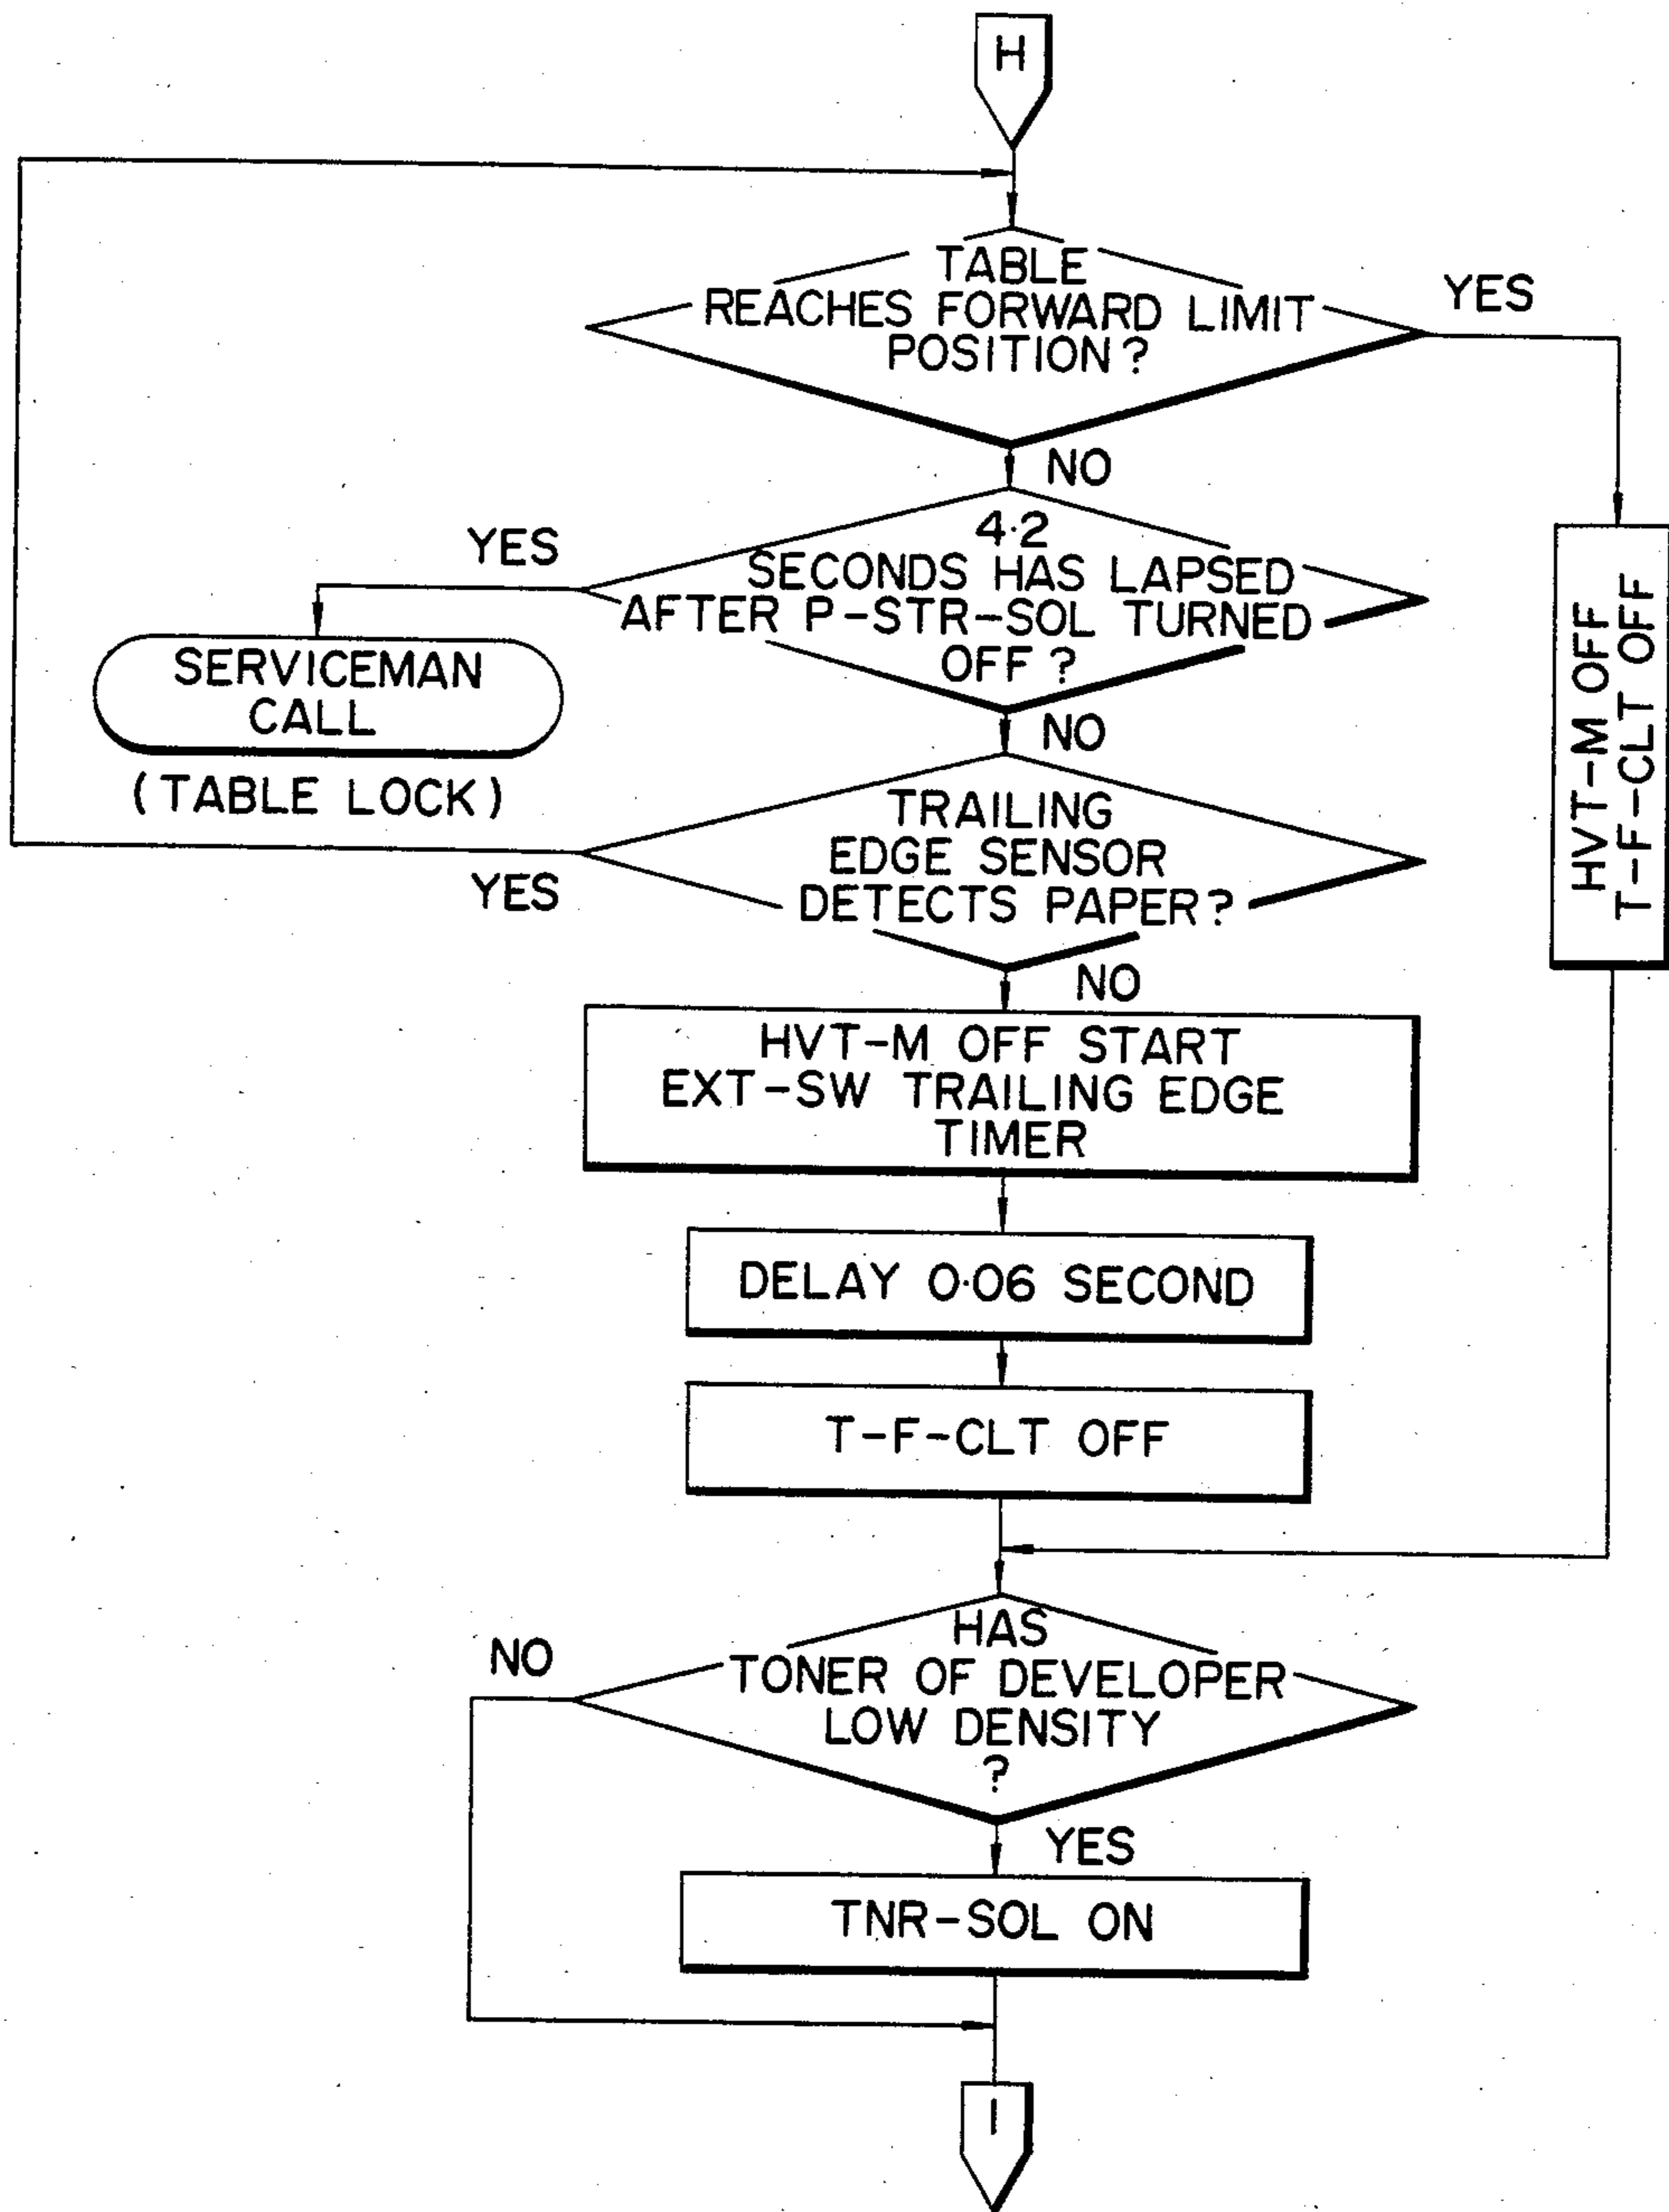 H
TABLE
REACHES FORWARD LIMIT
POSITION?
YES
NO
4.2
SECONDS HAS LAPSED
AFTER P-STR-SOL TURNED
OFF?
YES
SERVICEMAN
CALL
(TABLE LOCK)
NO
HVT-M OFF
T-F-CLT OFF
TRAILING
EDGE SENSOR
DETECTS PAPER?
YES
NO
HVT-M OFF START
EXT-SW TRAILING EDGE
TIMER
DELAY 0.06 SECOND
T-F-CLT OFF
HAS
TONER OF DEVELOPER
LOW DENSITY
?
NO
YES
TNR-SOL ON
I